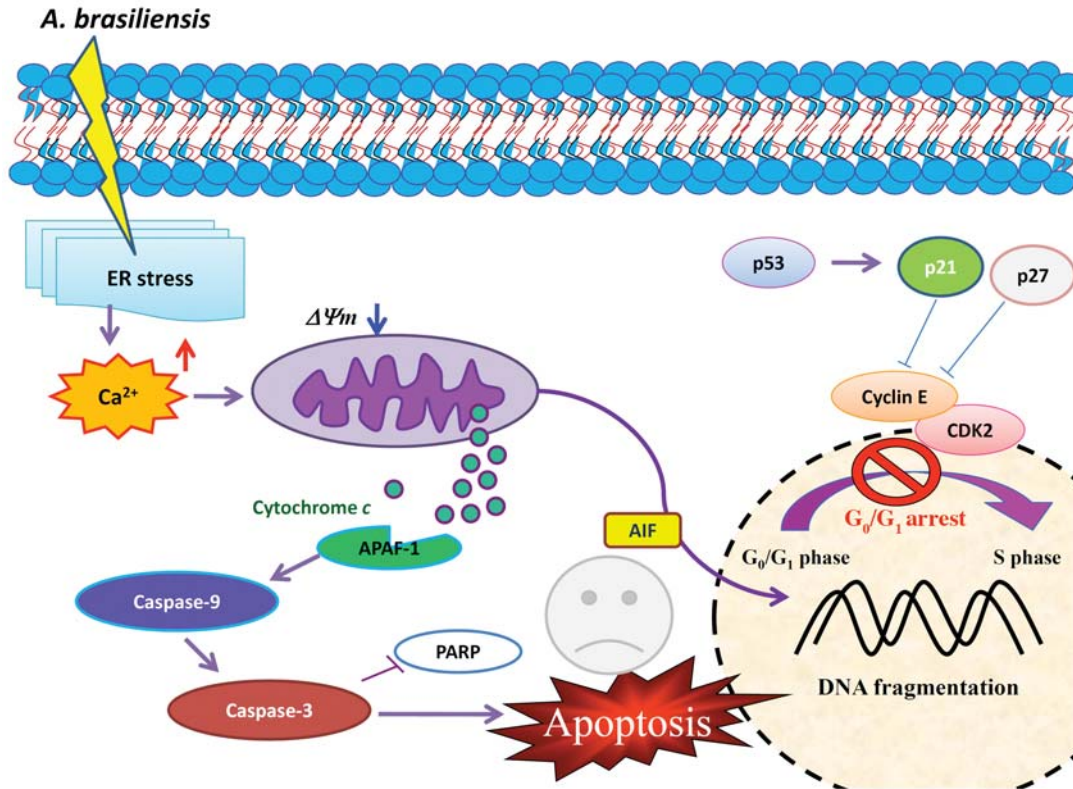 A. brasiliensis
ER stress
Ca²⁺
ΔΨm
Cytochrome c
APAF-1
Caspase-9
Caspase-3
PARP
Apoptosis
AIF
p53
p21
p27
Cyclin E
CDK2
G₀/G₁ arrest
G₀/G₁ phase
S phase
DNA fragmentation